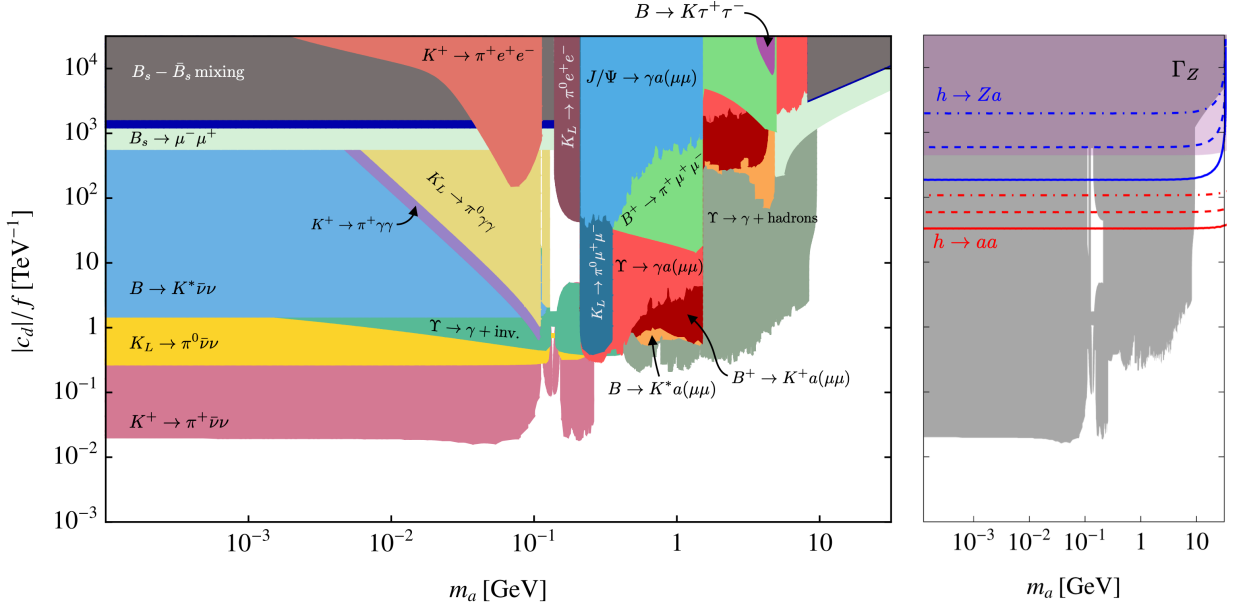 B → Kτ⁺τ⁻
10⁴
10³
10²
10
1
10⁻¹
10⁻²
10⁻³
|c_d|/f [TeV⁻¹]
B_s − B̄_s mixing
K⁺ → π⁺e⁺e⁻
K_L → π⁰e⁺e⁻
J/Ψ → γa(μμ)
B_s → μ⁻μ⁺
K_L → π⁰γγ
K⁺ → π⁺γγ
B⁺ → π⁺μ⁺μ⁻
Υ → γ + hadrons
K_L → π⁰μ⁺μ⁻
Υ → γa(μμ)
B → K*ν̄ν
Υ → γ + inv.
K_L → π⁰ν̄ν
B → K*a(μμ)
B⁺ → K⁺a(μμ)
K⁺ → π⁺ν̄ν
10⁻³
10⁻²
10⁻¹
1
10
m_a [GeV]
Γ_Z
h → Za
h → aa
10⁻³
10⁻²
10⁻¹
1
10
m_a [GeV]